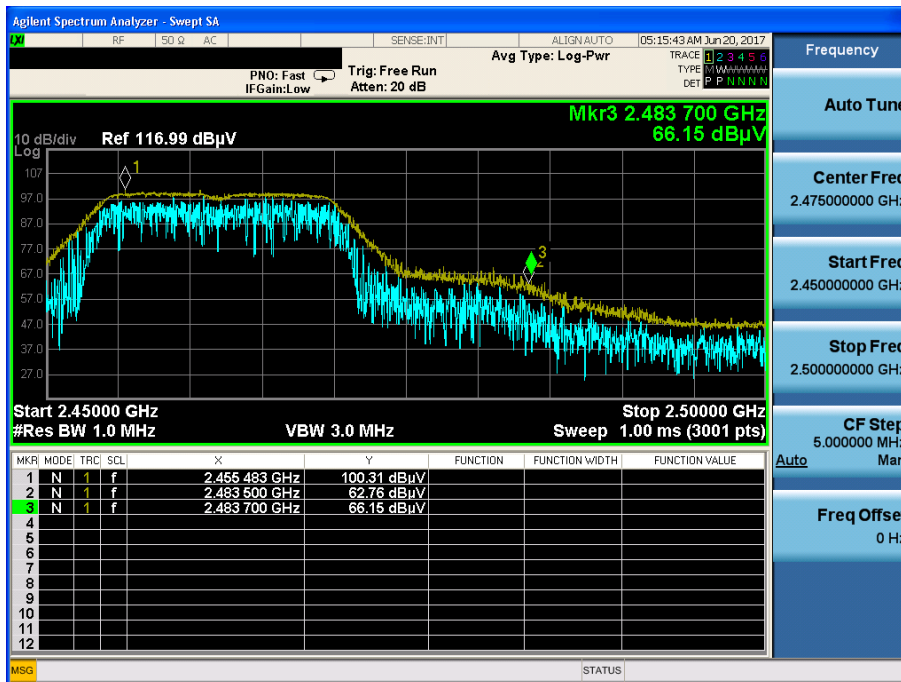 Agilent Spectrum Analyzer - Swept SA
LXI RF 50 Ω AC SENSE:INT ALIGN AUTO 05:15:43 AM Jun 20, 2017
Frequency
Avg Type: Log-Pwr
TRACE 1 2 3 4 5 6
PNO: Fast Trig: Free Run
TYPE M
IFGain:Low Atten: 20 dB
DET P P N N N N
Auto Tune
Mkr3 2.483 700 GHz
66.15 dBµV
10 dB/div Ref 116.99 dBµV
Log
107
97.0
87.0
77.0
67.0
57.0
47.0
37.0
27.0
1
3
2
Center Freq
2.475000000 GHz
Start Freq
2.450000000 GHz
Stop Freq
2.500000000 GHz
Start 2.45000 GHz Stop 2.50000 GHz
#Res BW 1.0 MHz VBW 3.0 MHz Sweep 1.00 ms (3001 pts)
CF Step
5.000000 MHz
Auto Man
MKR MODE TRC SCL X Y FUNCTION FUNCTION WIDTH FUNCTION VALUE
1 N 1 f 2.455 483 GHz 100.31 dBµV
2 N 1 f 2.483 500 GHz 62.76 dBµV
3 N 1 f 2.483 700 GHz 66.15 dBµV
4
5
6
7
8
9
10
11
12
Freq Offset
0 Hz
MSG STATUS